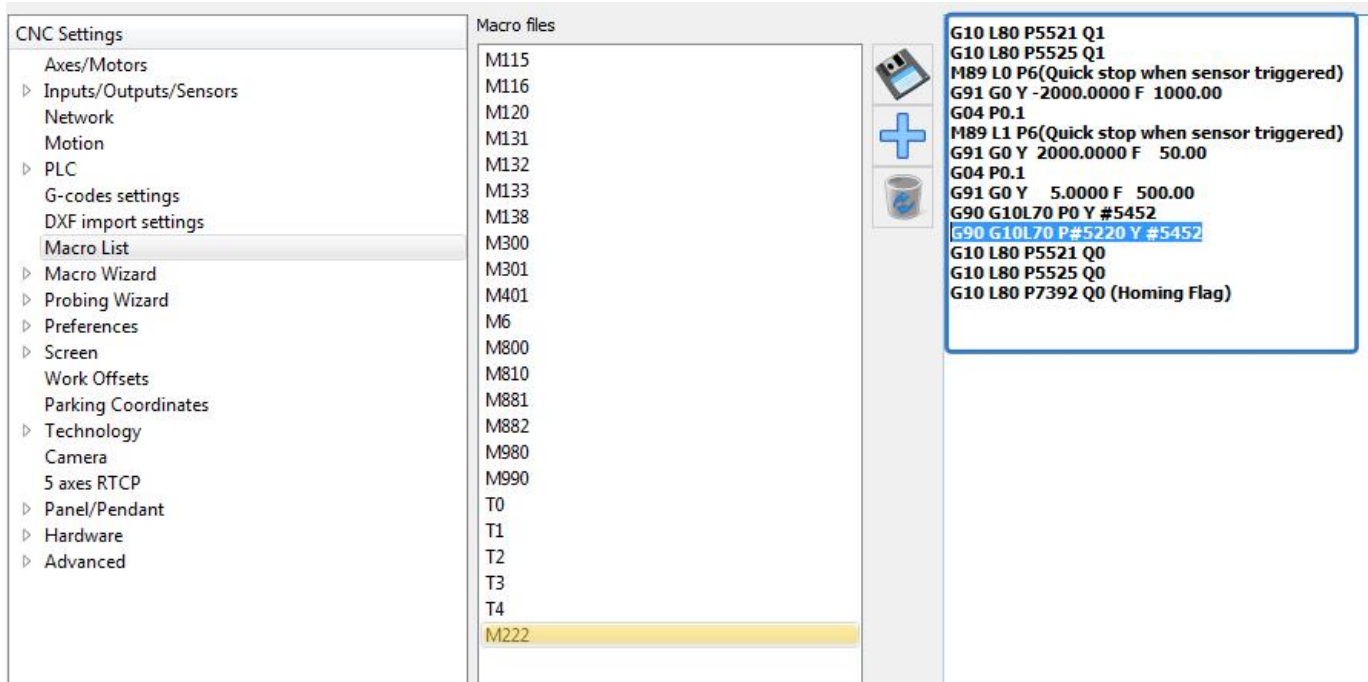 CNC Settings
Axes/Motors
Inputs/Outputs/Sensors
Network
Motion
PLC
G-codes settings
DXF import settings
Macro List
Macro Wizard
Probing Wizard
Preferences
Screen
Work Offsets
Parking Coordinates
Technology
Camera
5 axes RTCP
Panel/Pendant
Hardware
Advanced
Macro files
M115
M116
M120
M131
M132
M133
M138
M300
M301
M401
M6
M800
M810
M881
M882
M980
M990
T0
T1
T2
T3
T4
M222
G10 L80 P5521 Q1
G10 L80 P5525 Q1
M89 L0 P6(Quick stop when sensor triggered)
G91 G0 Y -2000.0000 F  1000.00
G04 P0.1
M89 L1 P6(Quick stop when sensor triggered)
G91 G0 Y  2000.0000 F    50.00
G04 P0.1
G91 G0 Y     5.0000 F   500.00
G90 G10L70 P0 Y #5452
G90 G10L70 P#5220 Y #5452
G10 L80 P5521 Q0
G10 L80 P5525 Q0
G10 L80 P7392 Q0 (Homing Flag)